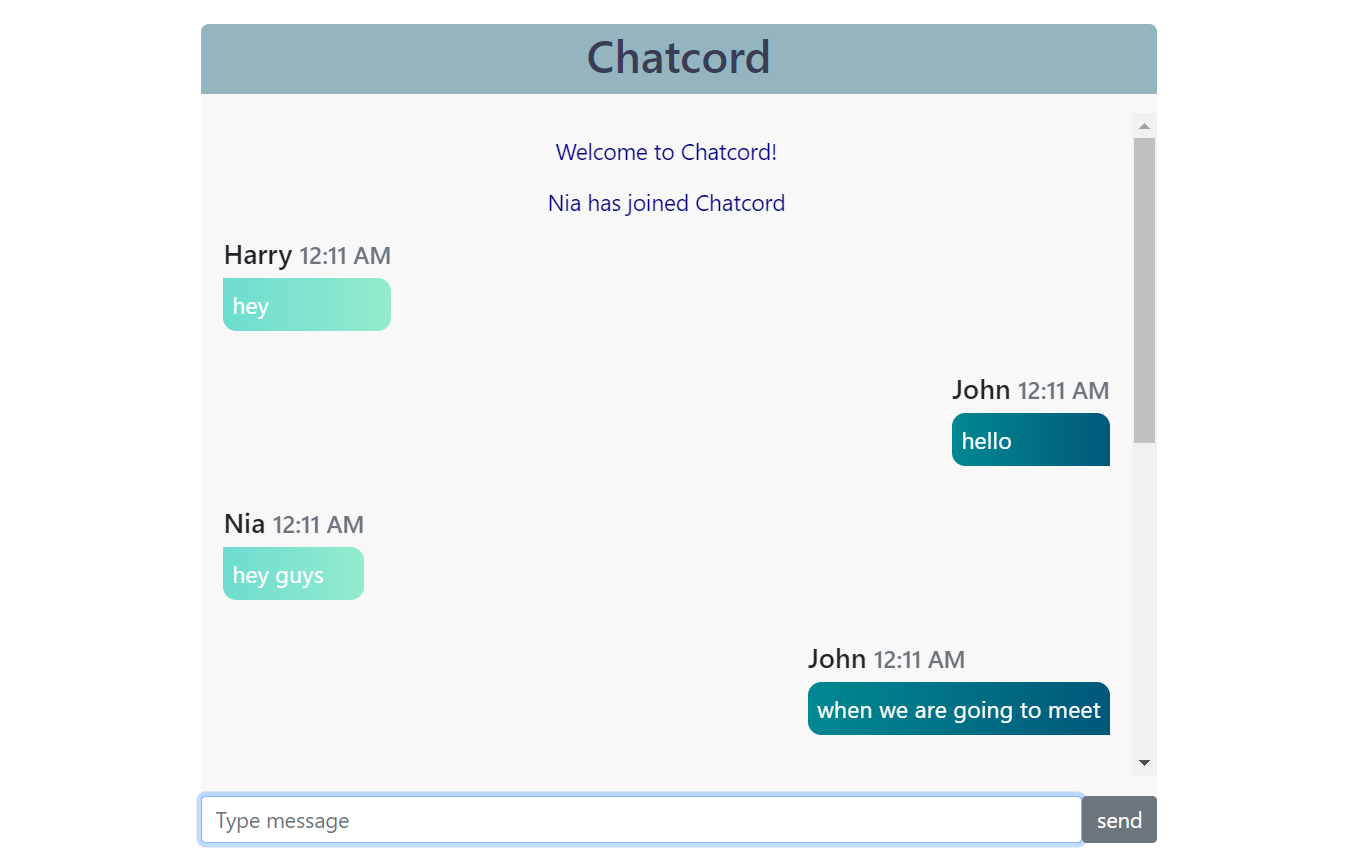 Chatcord
Welcome to Chatcord!
Nia has joined Chatcord
Harry 12:11 AM
hey
John 12:11 AM
hello
Nia 12:11 AM
hey guys
John 12:11 AM
when we are going to meet
Type message
send